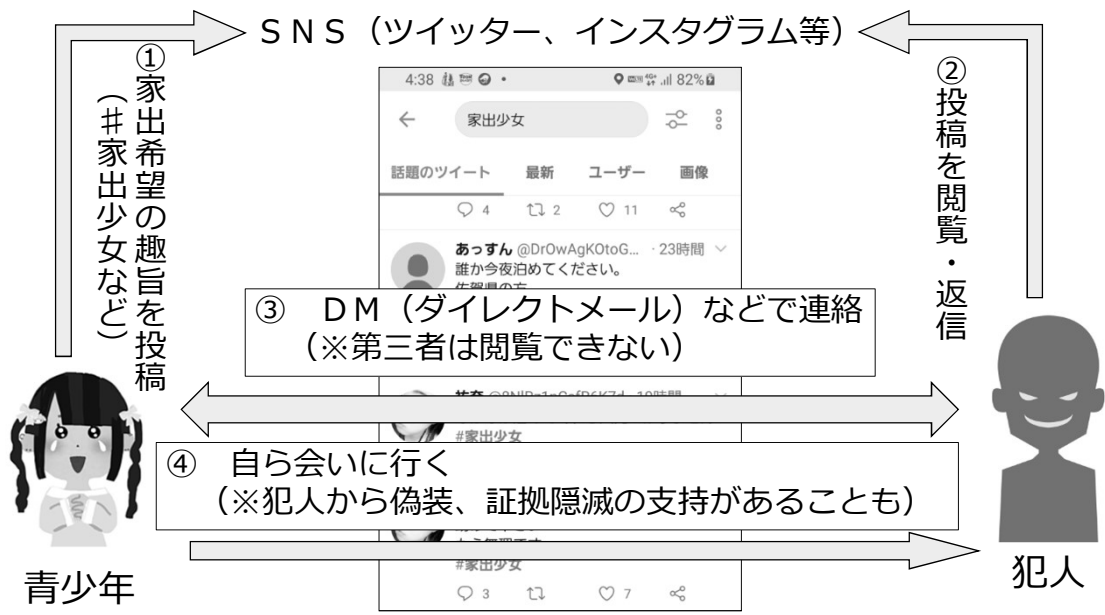 SNS（ツイッター、インスタグラム等）
①家出希望の趣旨を投稿
（＃家出少女など）
②投稿を閲覧・返信
4:38
82%
家出少女
話題のツイート 最新 ユーザー 画像
4 2 11
あっすん @DrOwAgKOtoG... · 23時間
誰か今夜泊めてください。
③　ＤＭ（ダイレクトメール）などで連絡
（※第三者は閲覧できない）
#家出少女
④　自ら会いに行く
（※犯人から偽装、証拠隠滅の支持があることも）
#家出少女
3 7
青少年
犯人